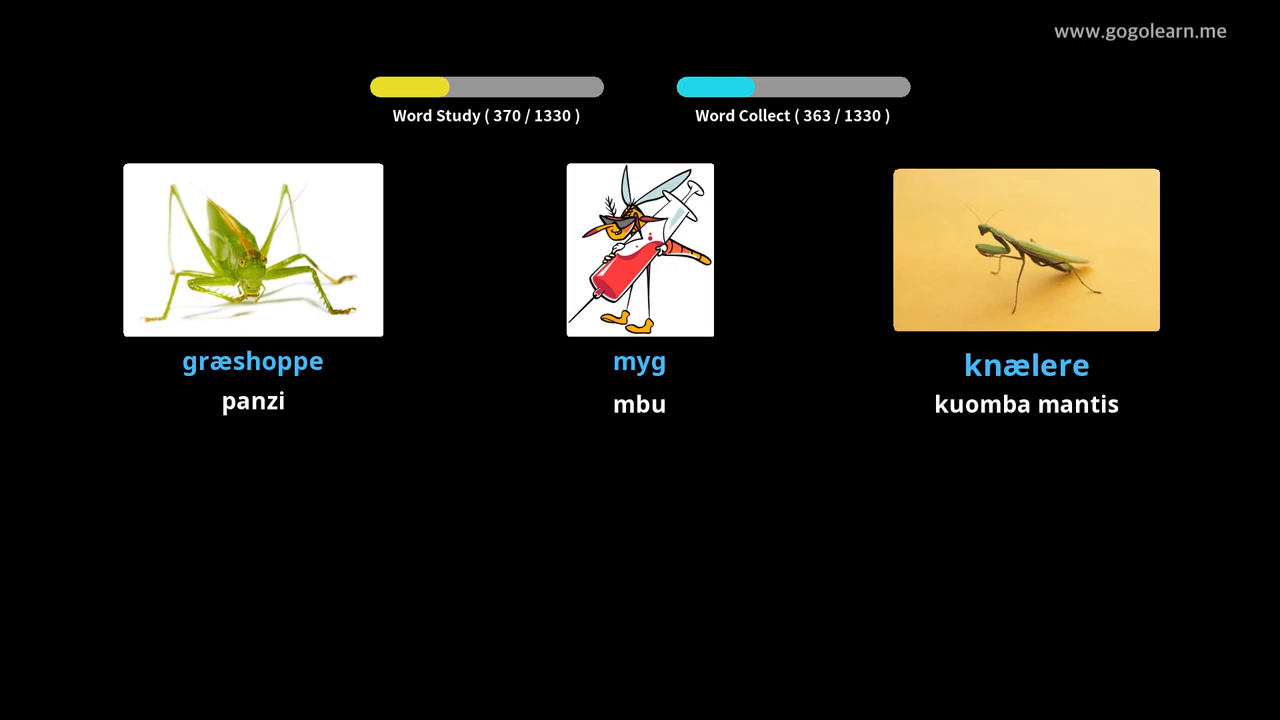 www.gogolearn.me
Word Study ( 370 / 1330 )
Word Collect ( 363 / 1330 )
græshoppe
panzi
myg
mbu
knælere
kuomba mantis